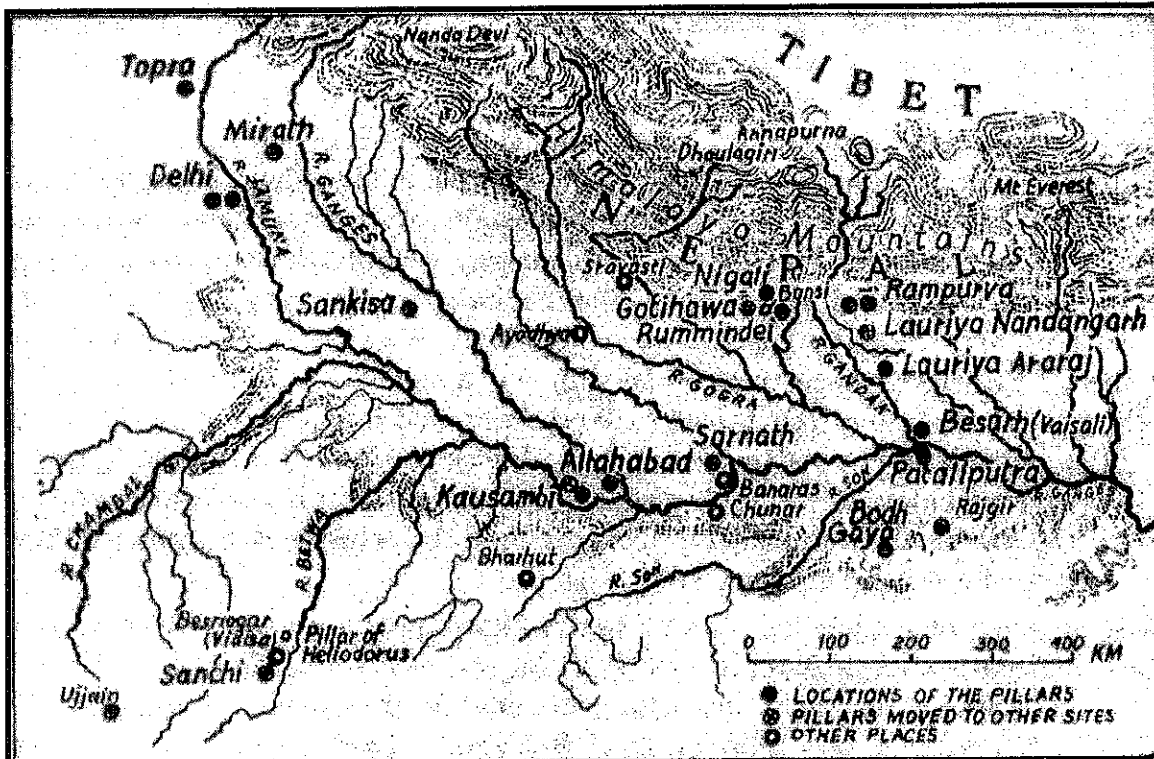 Nanda Devi
TIBET
Topra
Mirath
Annapurna
Dhoulagiri
Delhi
R. JAMUNA
R. GANGES
Mt Everest
Mountains
NEPAL
Sravasti
Nigali
Bansi
Rampurva
Sankisa
Gotihawa
Rummindei
Lauriya Nandangarh
Ayodhya
Lauriya Araraj
R. GOGRA
R. GANDAK
Besarh (Vaisali)
Sarnath
Allahabad
Pataliputra
Kausambi
Banaras
R. SON
R. GANGES
Chunar
Bodh
Gaya
Rajgir
R. CHAMBAL
R. BETWA
Bharhut
R. Son
Besnagar
(Vidisa)
Pillar of
Heliodorus
Sanchi
Ujjain
0 100 200 300 400 KM
LOCATIONS OF THE PILLARS
PILLARS MOVED TO OTHER SITES
OTHER PLACES